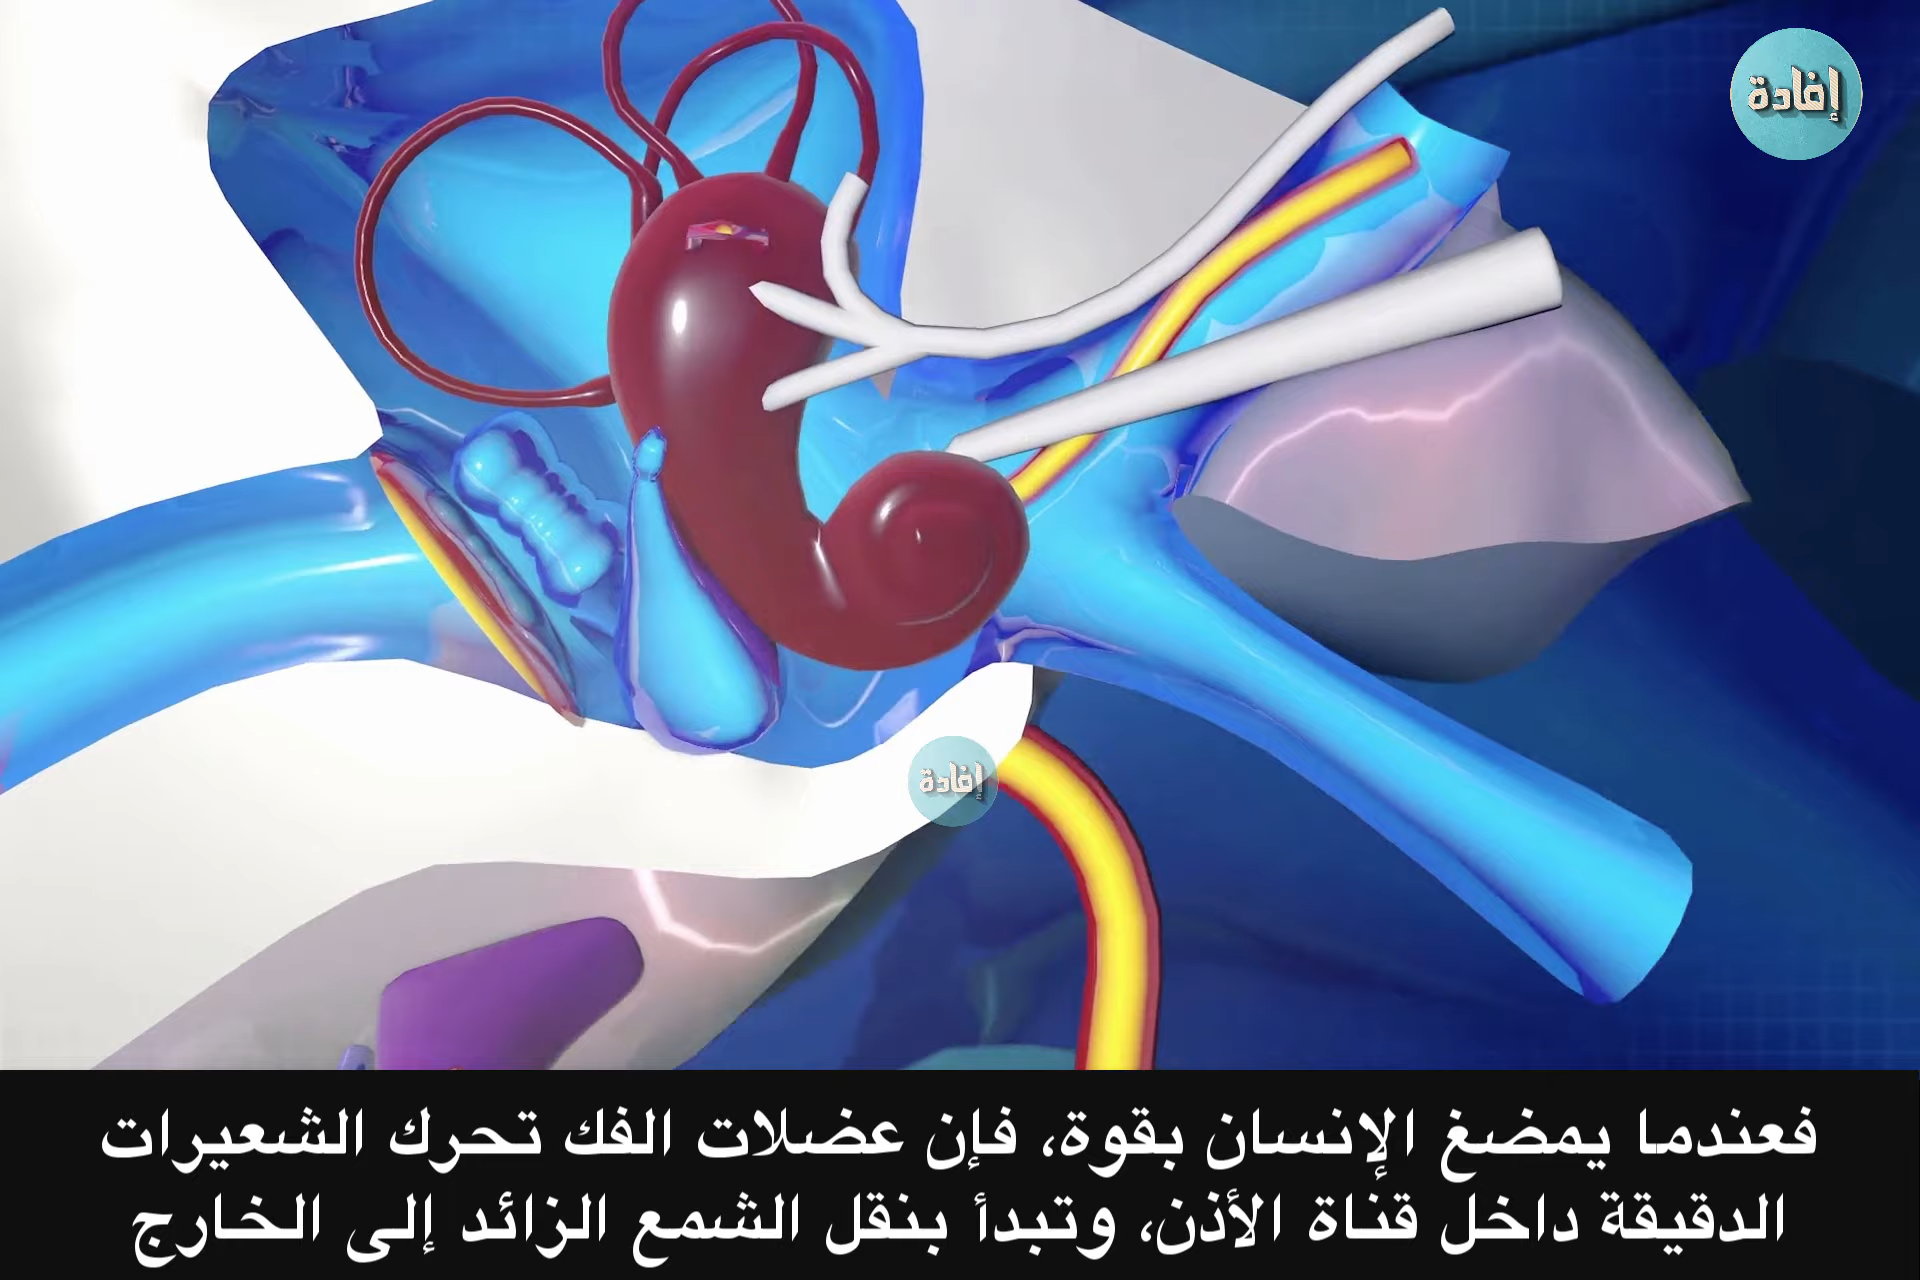 إفادة
إفادة
فعندما يمضغ الإنسان بقوة، فإن عضلات الفك تحرك الشعيرات
الدقيقة داخل قناة الأذن، وتبدأ بنقل الشمع الزائد إلى الخارج